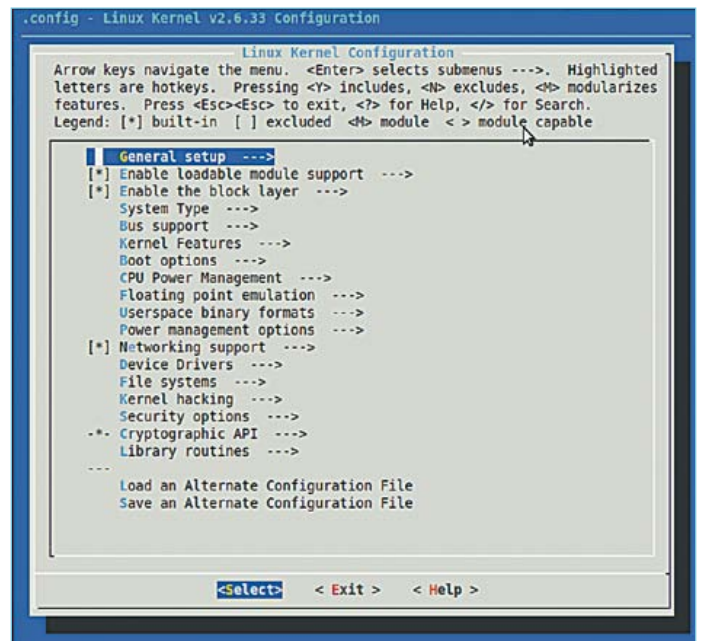 .config - Linux Kernel v2.6.33 Configuration
Linux Kernel Configuration
Arrow keys navigate the menu. <Enter> selects submenus --->. Highlighted
letters are hotkeys. Pressing <Y> includes, <N> excludes, <M> modularizes
features. Press <Esc><Esc> to exit, <?> for Help, </> for Search.
Legend: [*] built-in [ ] excluded <M> module < > module capable
General setup --->
[*] Enable loadable module support --->
[*] Enable the block layer --->
System Type --->
Bus support --->
Kernel Features --->
Boot options --->
CPU Power Management --->
Floating point emulation --->
Userspace binary formats --->
Power management options --->
[*] Networking support --->
Device Drivers --->
File systems --->
Kernel hacking --->
Security options --->
-*- Cryptographic API --->
Library routines --->
---
Load an Alternate Configuration File
Save an Alternate Configuration File
<Select> < Exit > < Help >